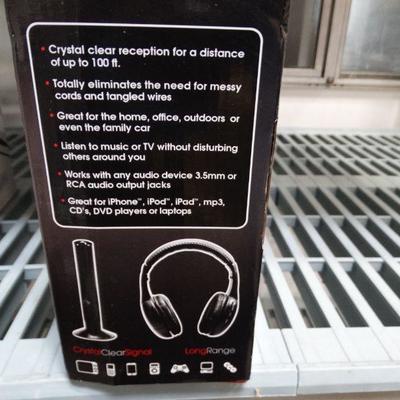 • Crystal clear reception for a distance
of up to 100 ft.
• Totally eliminates the need for messy
cords and tangled wires
• Great for the home, office, outdoors or
even the family car
• Listen to music or TV without disturbing
others around you
• Works with any audio device 3.5mm or
RCA audio output jacks
• Great for iPhone™, iPod™, iPad™, mp3,
CD's, DVD players or laptops
CrystalClearSignal
LongRange